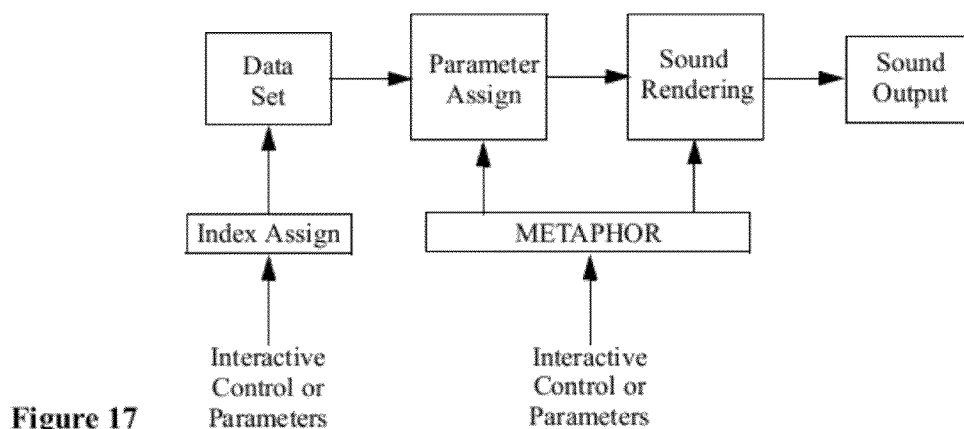 Data
Set
Parameter
Assign
Sound
Rendering
Sound
Output
Index Assign
METAPHOR
Interactive
Control or
Parameters
Interactive
Control or
Parameters
Figure 17